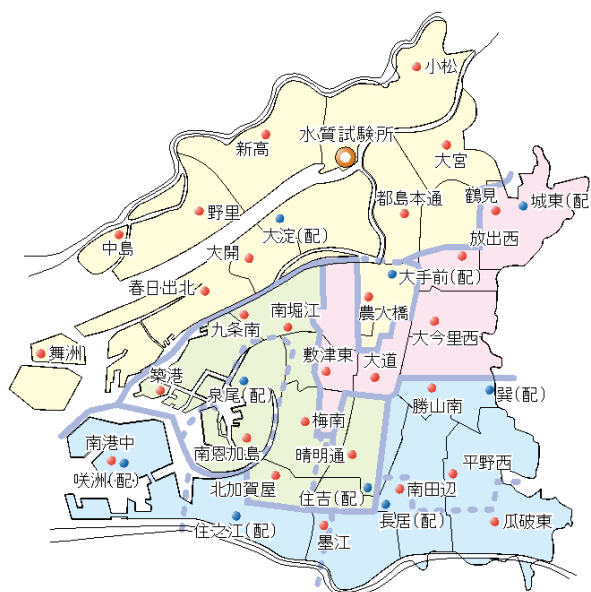 小松
水質試験所
新高
大宮
鶴見
城東(配
都島本通
野里
大淀(配)
放出西
中島
大開
大手前(配)
春日出北
農大橋
南堀江
九条南
大今里西
舞洲
敷津東
大道
築港
泉尾(配)
勝山南
巽(配)
梅南
南港中
南恩加島
晴明通
平野西
咲洲(配)
北加賀屋
住吉(配)
南田辺
住之江(配)
長居(配)
瓜破東
墨江